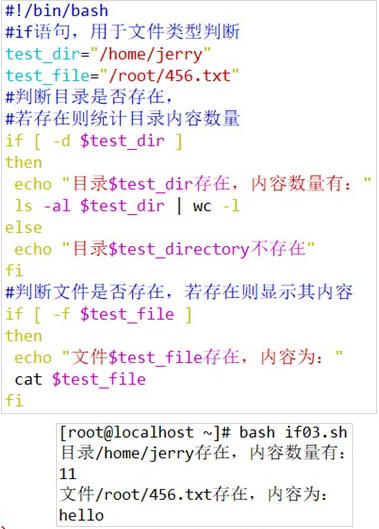 #!/bin/bash
#if语句，用于文件类型判断
test_dir="/home/jerry"
test_file="/root/456.txt"
#判断目录是否存在，
#若存在则统计目录内容数量
if [ -d $test_dir ]
then
 echo "目录$test_dir存在，内容数量有："
 ls -al $test_dir | wc -l
else
 echo "目录$test_directory不存在"
fi
#判断文件是否存在，若存在则显示其内容
if [ -f $test_file ]
then
 echo "文件$test_file存在，内容为："
 cat $test_file
fi
[root@localhost ~]# bash if03.sh
目录/home/jerry存在，内容数量有：
11
文件/root/456.txt存在，内容为：
hello